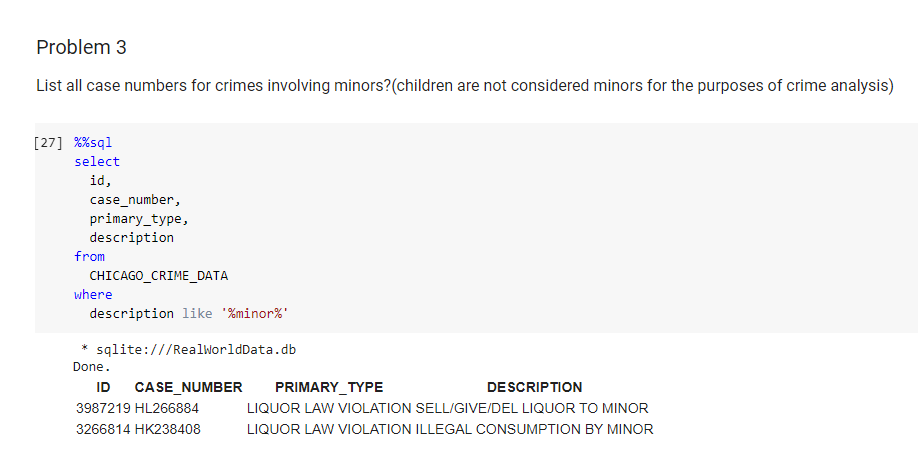 Problem 3
List all case numbers for crimes involving minors?(children are not considered minors for the purposes of crime analysis)
[27] %%sql
select
id,
case_number,
primary_type,
description
from
CHICAGO_CRIME_DATA
where
description like '%minor%'
* sqlite:///RealWorldData.db
Done.
ID CASE_NUMBER PRIMARY_TYPE DESCRIPTION
3987219 HL266884 LIQUOR LAW VIOLATION SELL/GIVE/DEL LIQUOR TO MINOR
3266814 HK238408 LIQUOR LAW VIOLATION ILLEGAL CONSUMPTION BY MINOR